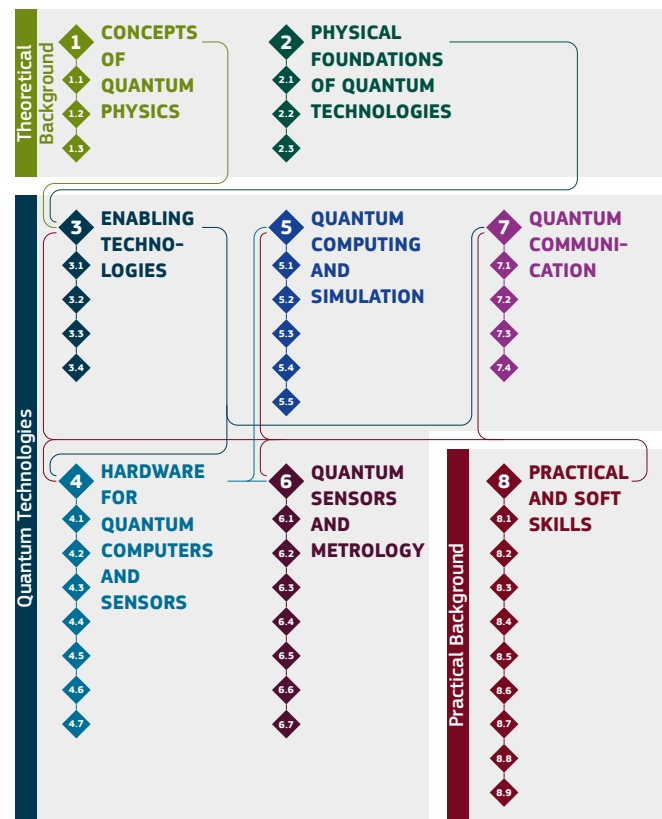 Theoretical
Background
1
CONCEPTS
OF
QUANTUM
PHYSICS
1.1
1.2
1.3
2
PHYSICAL
FOUNDATIONS
OF QUANTUM
TECHNOLOGIES
2.1
2.2
2.3
Quantum Technologies
3
ENABLING
TECHNO-
LOGIES
3.1
3.2
3.3
3.4
5
QUANTUM
COMPUTING
AND
SIMULATION
5.1
5.2
5.3
5.4
5.5
7
QUANTUM
COMMUNI-
CATION
7.1
7.2
7.3
7.4
4
HARDWARE
FOR
QUANTUM
COMPUTERS
AND
SENSORS
4.1
4.2
4.3
4.4
4.5
4.6
4.7
6
QUANTUM
SENSORS
AND
METROLOGY
6.1
6.2
6.3
6.4
6.5
6.6
6.7
Practical Background
8
PRACTICAL
AND SOFT
SKILLS
8.1
8.2
8.3
8.4
8.5
8.6
8.7
8.8
8.9